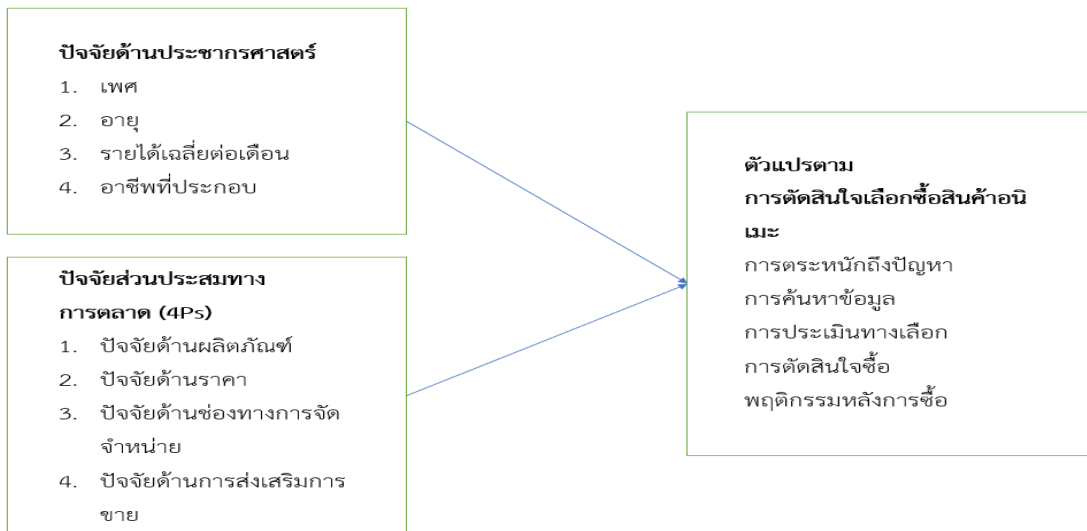 ปัจจัยด้านประชากรศาสตร์
1. เพศ
2. อายุ
3. รายได้เฉลี่ยต่อเดือน
4. อาชีพที่ประกอบ
ปัจจัยส่วนประสมทาง
การตลาด (4Ps)
1. ปัจจัยด้านผลิตภัณฑ์
2. ปัจจัยด้านราคา
3. ปัจจัยด้านช่องทางการจัด
จำหน่าย
4. ปัจจัยด้านการส่งเสริมการ
ขาย
ตัวแปรตาม
การตัดสินใจเลือกซื้อสินค้าอนิ
เมะ
การตระหนักถึงปัญหา
การค้นหาข้อมูล
การประเมินทางเลือก
การตัดสินใจซื้อ
พฤติกรรมหลังการซื้อ